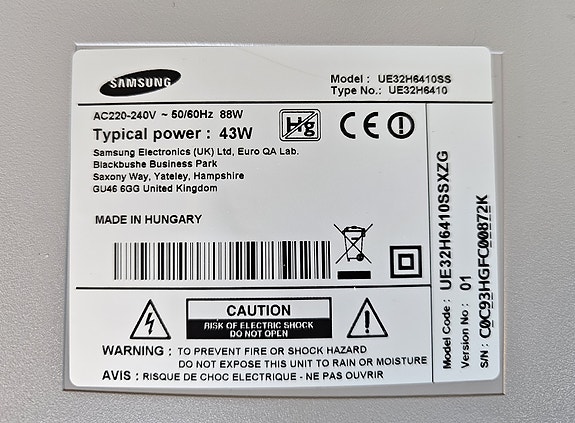 SAMSUNG
Model : UE32H6410SS
Type No.: UE32H6410
AC220-240V ~ 50/60Hz 88W
Typical power : 43W
Hg
CE
Samsung Electronics (UK) Ltd, Euro QA Lab.
Blackbushe Business Park
Saxony Way, Yateley, Hampshire
GU46 6GG United Kingdom
MADE IN HUNGARY
CAUTION
RISK OF ELECTRIC SHOCK
DO NOT OPEN
WARNING : TO PREVENT FIRE OR SHOCK HAZARD
DO NOT EXPOSE THIS UNIT TO RAIN OR MOISTURE
AVIS : RISQUE DE CHOC ELECTRIQUE - NE PAS OUVRIR
Model Code : UE32H6410SSXZG
Version No : 01
S/N : C0C93HGFC00872K